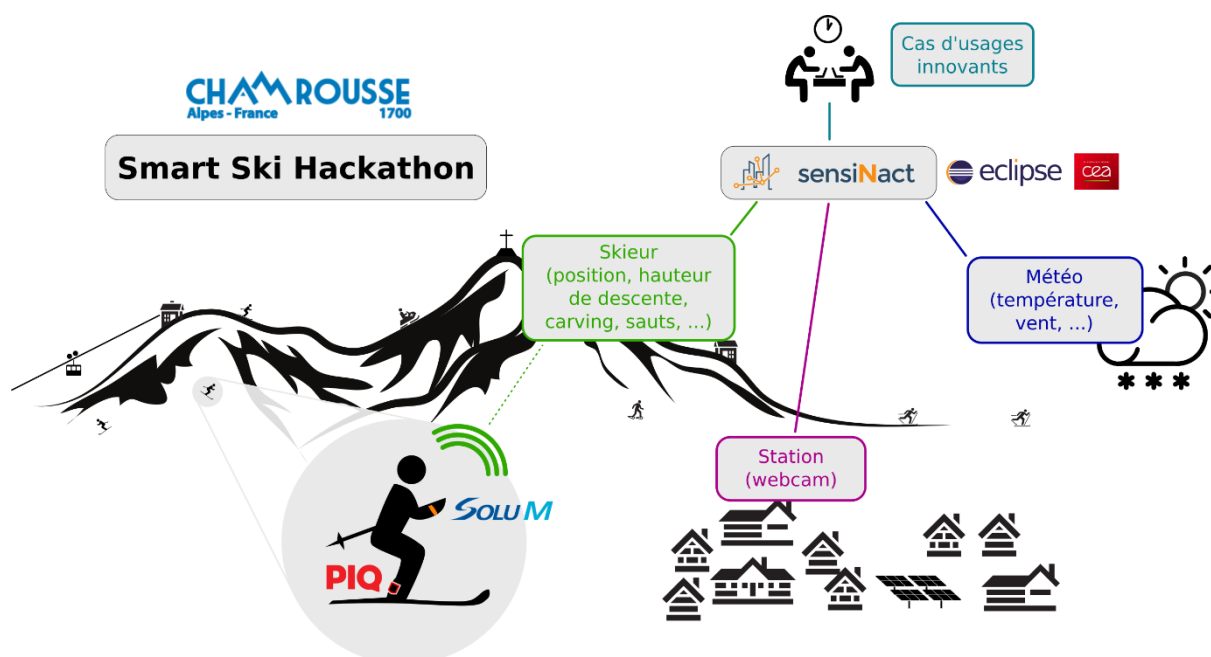 CHAMROUSSE
Alpes - France 1700
Smart Ski Hackathon
Cas d'usages
innovants
sensiNact
eclipse
cea
Skieur
(position, hauteur
de descente,
carving, sauts, ...)
Météo
(température,
vent, ...)
Station
(webcam)
SOLU M
PIQ